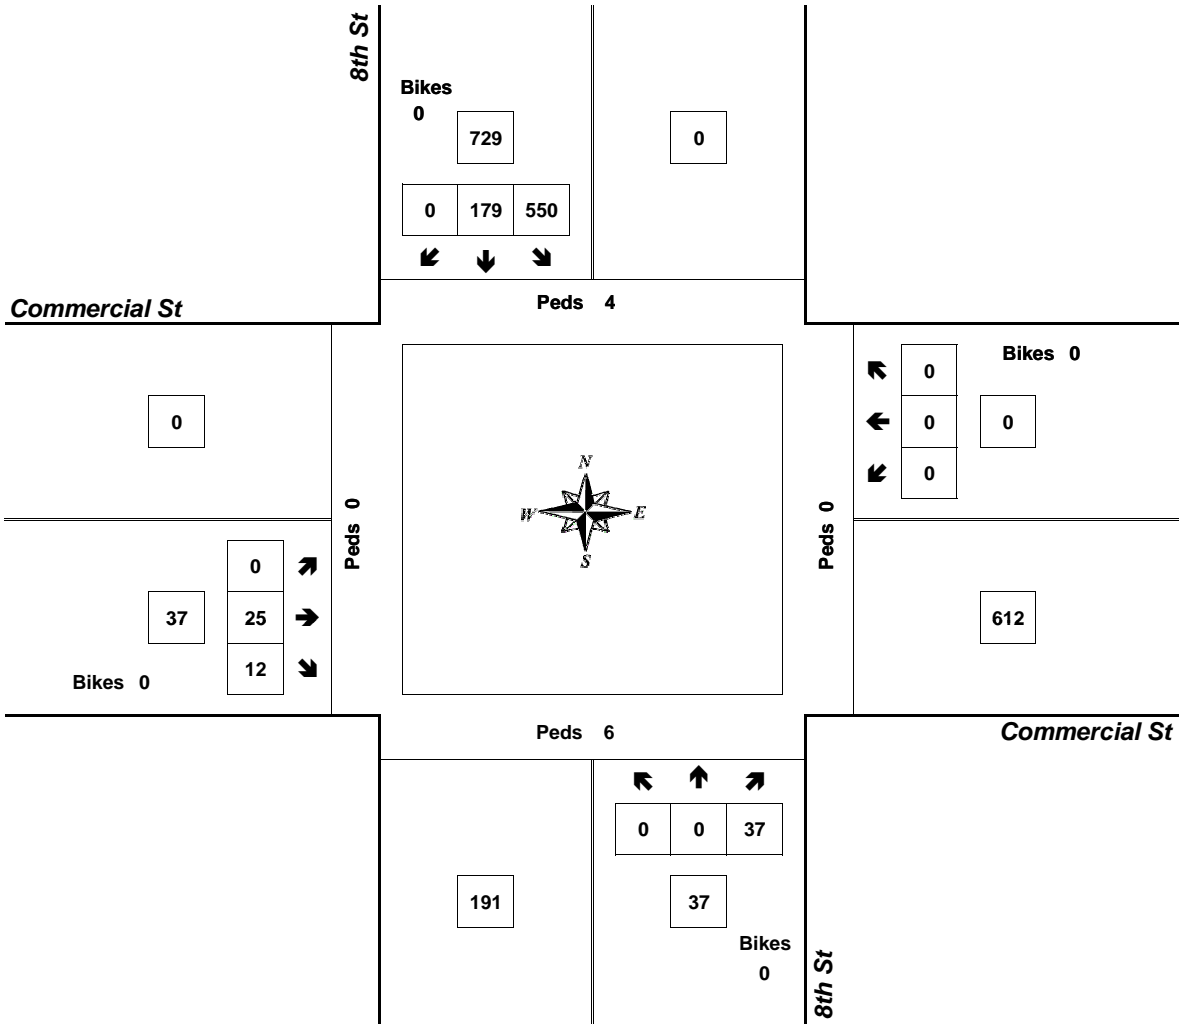 8th St
Bikes
0
729
0
0 179 550
Commercial St
Peds 4
Bikes 0
0
0
0 0
0
0
N
W E
S
Peds 0
Peds 0
0
37 25
12
612
Bikes 0
Peds 6
Commercial St
0 0 37
191
37
Bikes
0
8th St